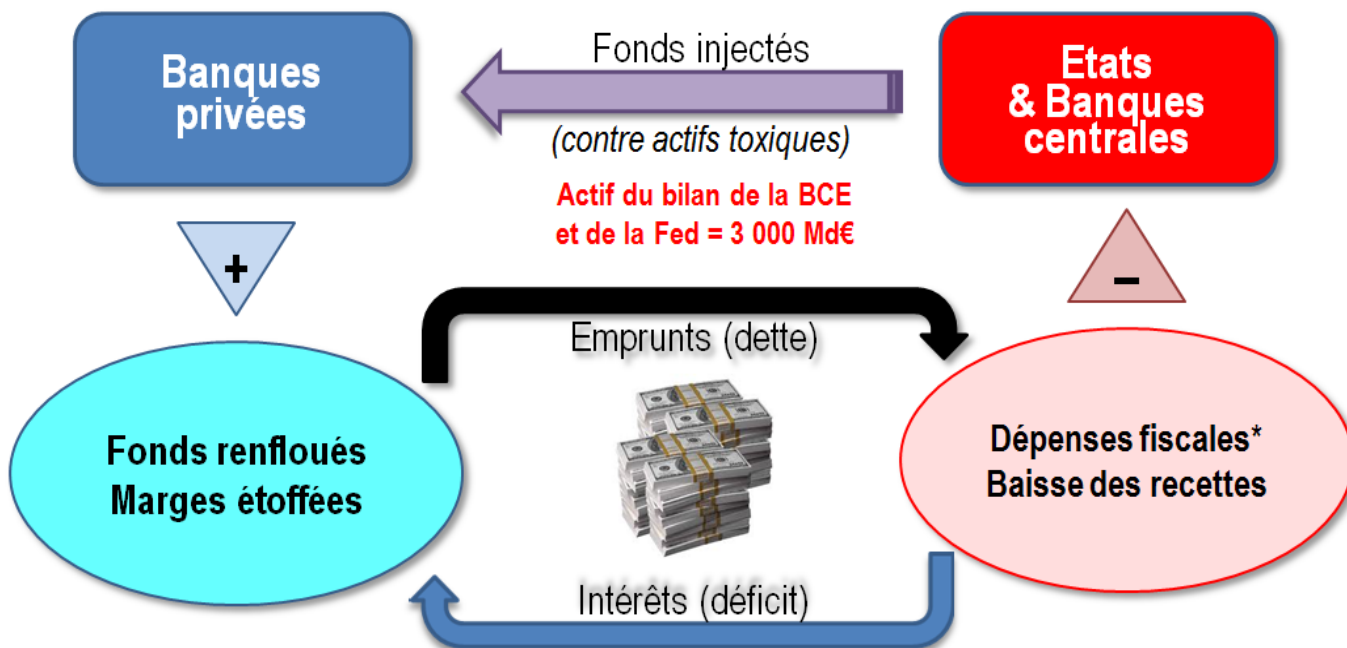 Banques
privées
Fonds injectés
(contre actifs toxiques)
Actif du bilan de la BCE
et de la Fed = 3 000 Md€
Etats
& Banques
centrales
+
–
Emprunts (dette)
Fonds renfloués
Marges étoffées
Dépenses fiscales*
Baisse des recettes
Intérêts (déficit)